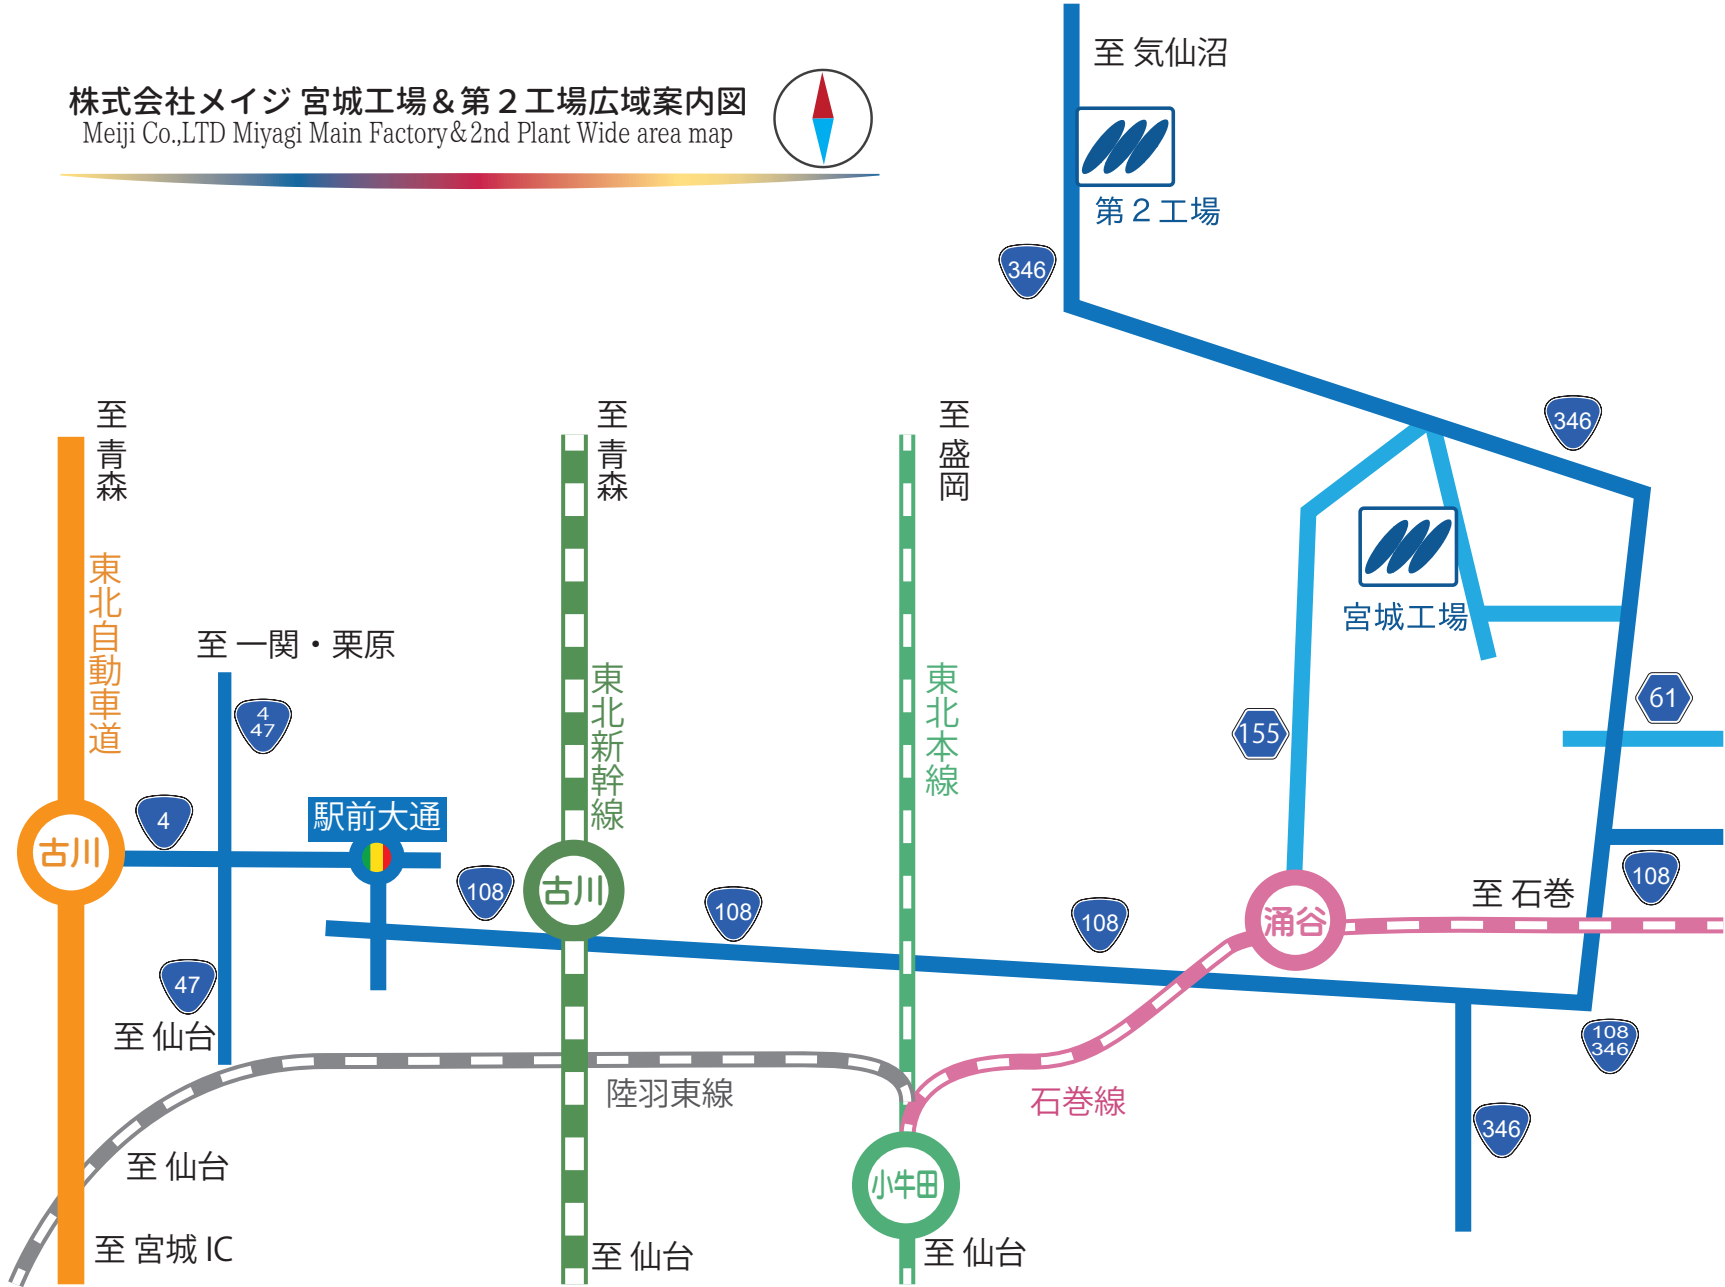 株式会社メイジ 宮城工場＆第２工場広域案内図
Meiji Co.,LTD Miyagi Main Factory＆2nd Plant Wide area map
至 気仙沼
第２工場
346
346
至 青森
至 青森
至 盛岡
東北自動車道
至 一関・栗原
4
47
東北新幹線
東北本線
宮城工場
61
155
駅前大通
4
古川
古川
108
108
108
108
涌谷
至 石巻
47
至 仙台
108
346
陸羽東線
石巻線
346
至 仙台
小牛田
至 宮城 IC
至 仙台
至 仙台